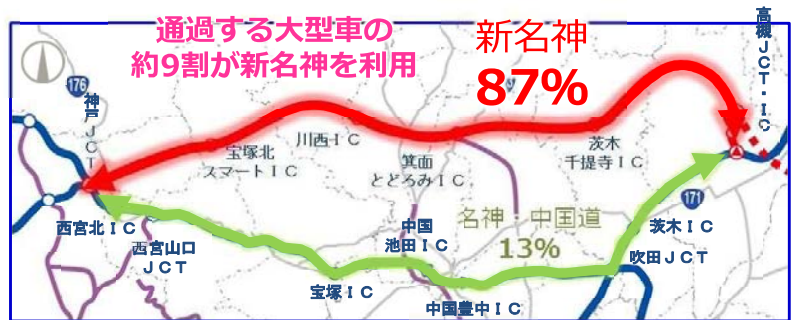 通過する大型車の
約9割が新名神を利用
新名神
87%
高槻JCT・IC
176
神戸JCT
川西IC
宝塚北
スマートIC
箕面
とどろみIC
茨木
千提寺IC
171
名神・中国道
13%
茨木IC
吹田JCT
中国
池田IC
西宮北IC
西宮山口
JCT
宝塚IC
中国豊中IC